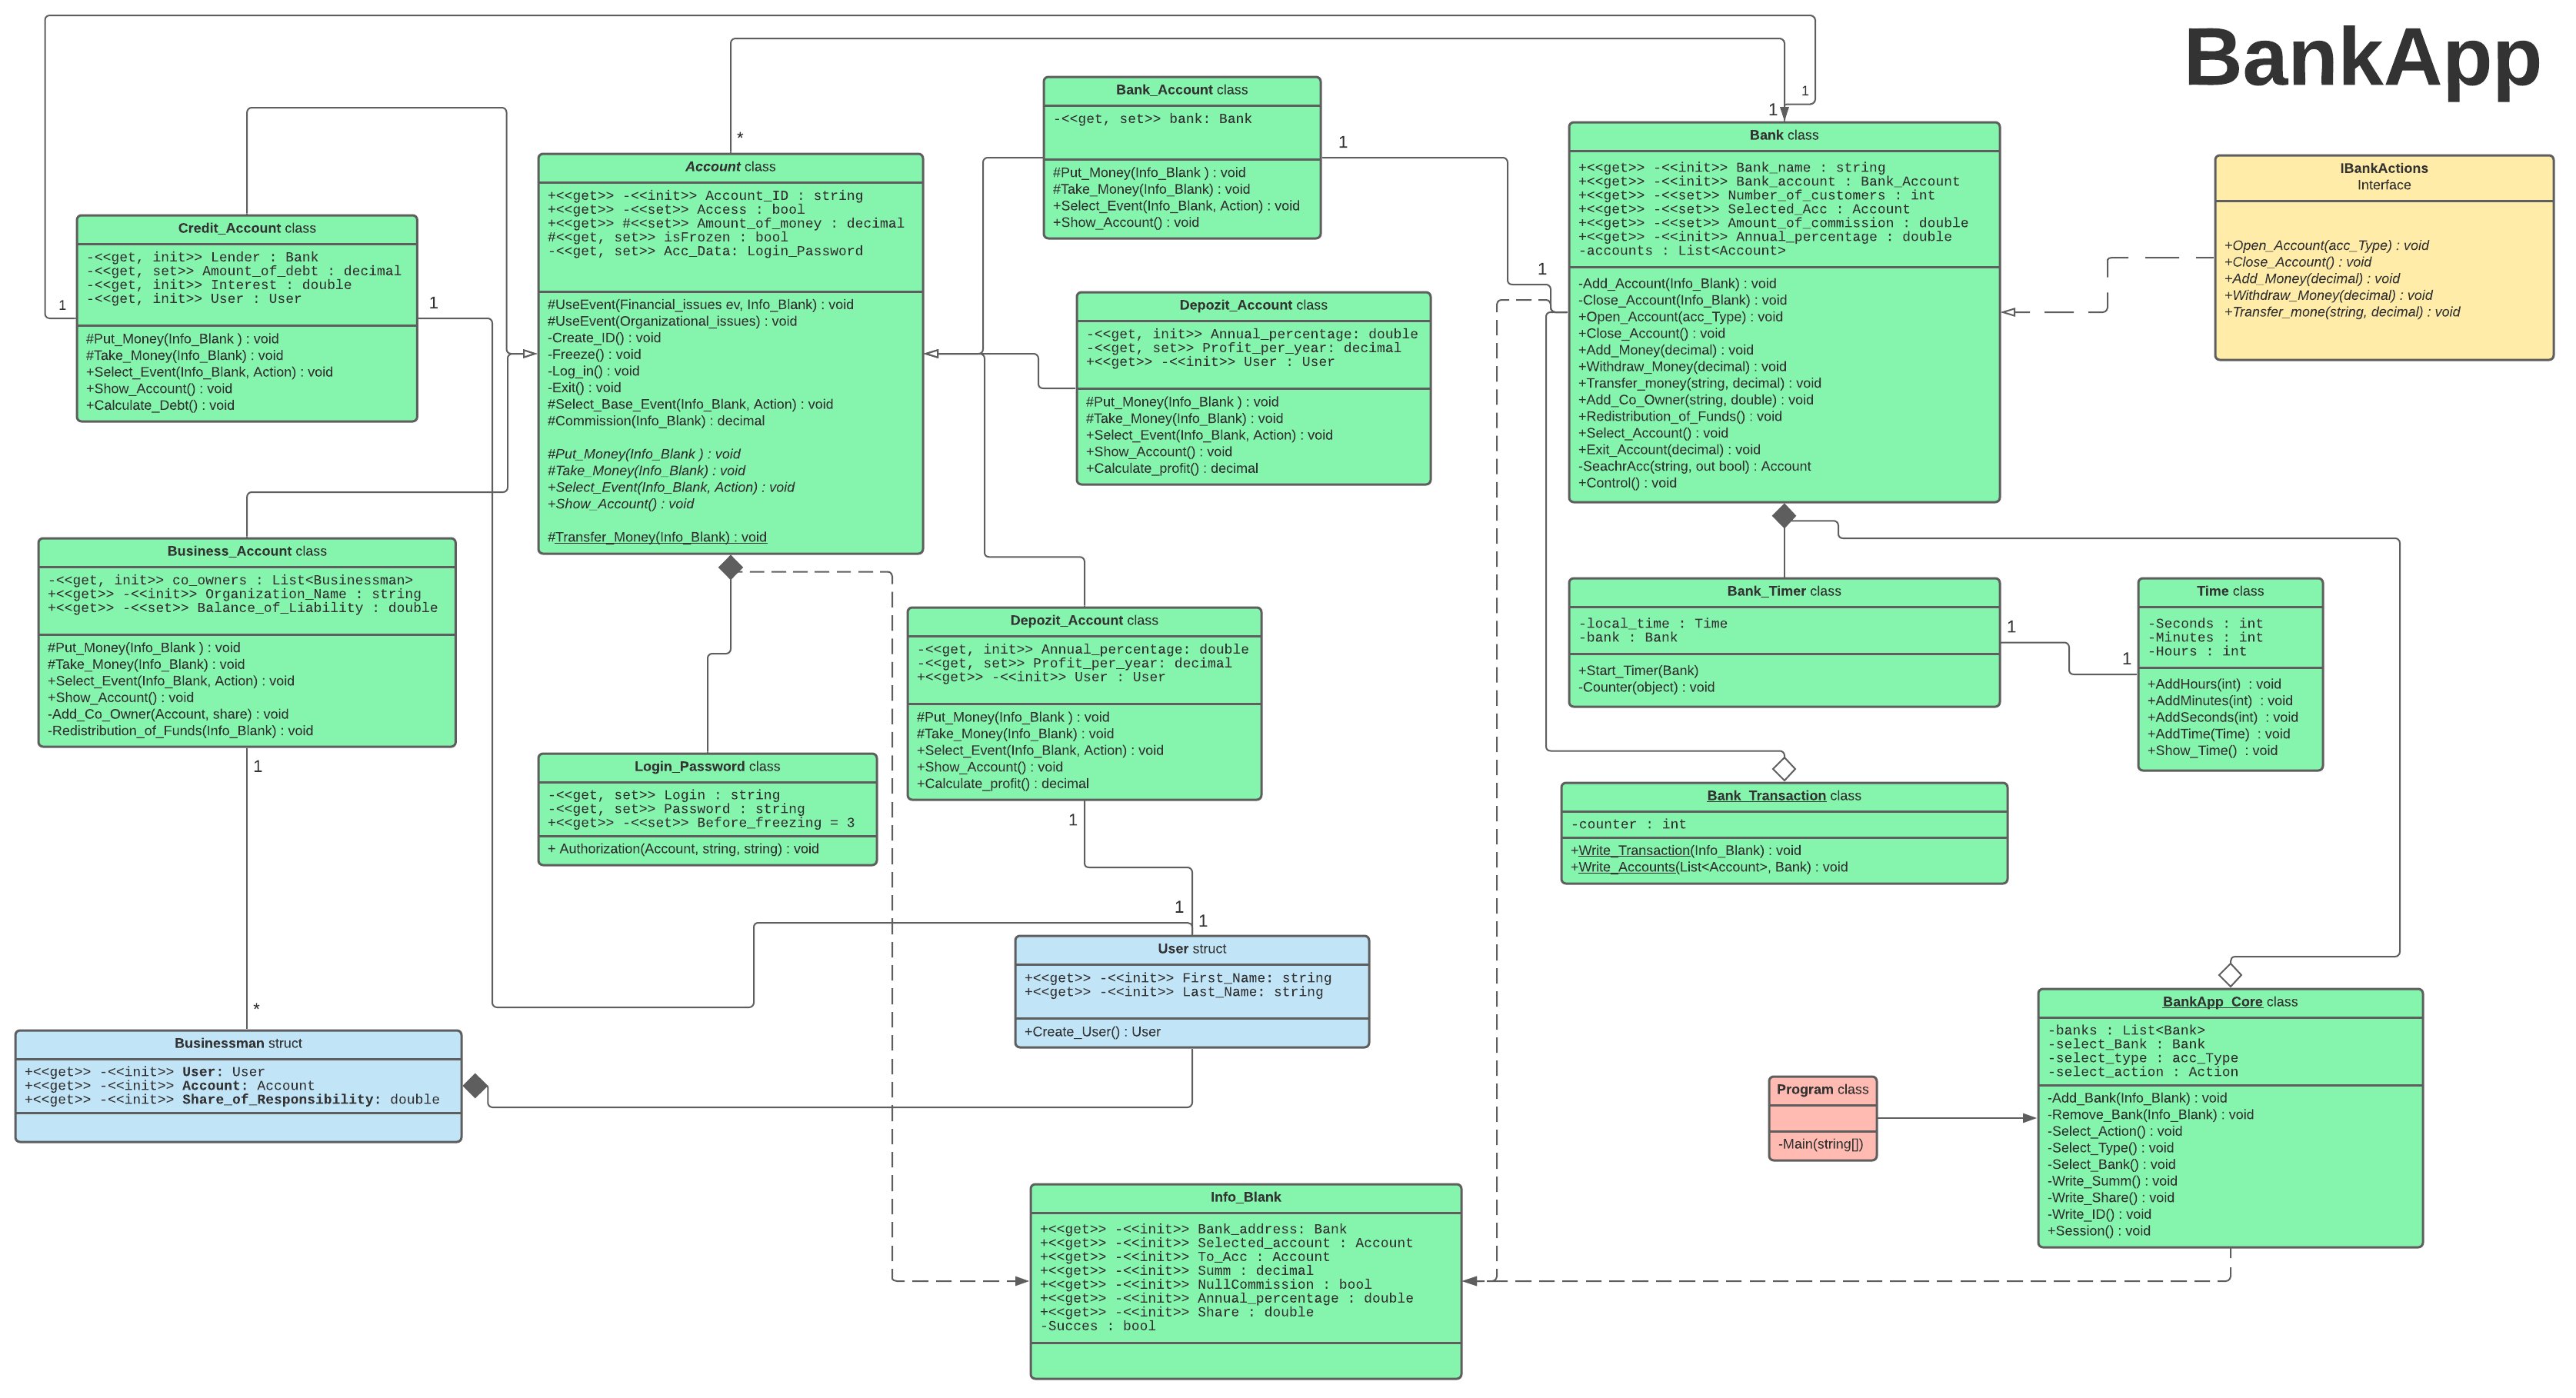 BankApp
Bank_Account class
-<<get, set>> bank: Bank
#Put_Money(Info_Blank ) : void
#Take_Money(Info_Blank) : void
+Select_Event(Info_Blank, Action) : void
+Show_Account() : void
1
1
1
1
*
Account class
+<<get>> -<<init>> Account_ID : string
+<<get>> -<<set>> Access : bool
+<<get>> #<<set>> Amount_of_money : decimal
#<<get, set>> isFrozen : bool
-<<get, set>> Acc_Data: Login_Password
#UseEvent(Financial_issues ev, Info_Blank) : void
#UseEvent(Organizational_issues) : void
-Create_ID() : void
-Freeze() : void
-Log_in() : void
-Exit() : void
#Select_Base_Event(Info_Blank, Action) : void
#Commission(Info_Blank) : decimal
#Put_Money(Info_Blank ) : void
#Take_Money(Info_Blank) : void
+Select_Event(Info_Blank, Action) : void
+Show_Account() : void
#Transfer_Money(Info_Blank) : void
Bank class
+<<get>> -<<init>> Bank_name : string
+<<get>> -<<init>> Bank_account : Bank_Account
+<<get>> -<<set>> Number_of_customers : int
+<<get>> -<<set>> Selected_Acc : Account
+<<get>> -<<set>> Amount_of_commission : double
+<<get>> -<<init>> Annual_percentage : double
-accounts : List<Account>
-Add_Account(Info_Blank) : void
-Close_Account(Info_Blank) : void
+Open_Account(acc_Type) : void
+Close_Account() : void
+Add_Money(decimal) : void
+Withdraw_Money(decimal) : void
+Transfer_money(string, decimal) : void
+Add_Co_Owner(string, double) : void
+Redistribution_of_Funds() : void
+Select_Account() : void
+Exit_Account(decimal) : void
-SeachrAcc(string, out bool) : Account
+Control() : void
IBankActions
Interface
+Open_Account(acc_Type) : void
+Close_Account() : void
+Add_Money(decimal) : void
+Withdraw_Money(decimal) : void
+Transfer_mone(string, decimal) : void
Credit_Account class
-<<get, init>> Lender : Bank
-<<get, set>> Amount_of_debt : decimal
-<<get, init>> Interest : double
-<<get, init>> User : User
#Put_Money(Info_Blank ) : void
#Take_Money(Info_Blank) : void
+Select_Event(Info_Blank, Action) : void
+Show_Account() : void
+Calculate_Debt() : void
1
1
Depozit_Account class
-<<get, init>> Annual_percentage: double
-<<get, set>> Profit_per_year: decimal
+<<get>> -<<init>> User : User
#Put_Money(Info_Blank ) : void
#Take_Money(Info_Blank) : void
+Select_Event(Info_Blank, Action) : void
+Show_Account() : void
+Calculate_profit() : decimal
Business_Account class
-<<get, init>> co_owners : List<Businessman>
+<<get>> -<<init>> Organization_Name : string
+<<get>> -<<set>> Balance_of_Liability : double
#Put_Money(Info_Blank ) : void
#Take_Money(Info_Blank) : void
+Select_Event(Info_Blank, Action) : void
+Show_Account() : void
-Add_Co_Owner(Account, share) : void
-Redistribution_of_Funds(Info_Blank) : void
1
*
Depozit_Account class
-<<get, init>> Annual_percentage: double
-<<get, set>> Profit_per_year: decimal
+<<get>> -<<init>> User : User
#Put_Money(Info_Blank ) : void
#Take_Money(Info_Blank) : void
+Select_Event(Info_Blank, Action) : void
+Show_Account() : void
+Calculate_profit() : decimal
1
1
1
Bank_Timer class
-local_time : Time
-bank : Bank
+Start_Timer(Bank)
-Counter(object) : void
1
1
Time class
-Seconds : int
-Minutes : int
-Hours : int
+AddHours(int) : void
+AddMinutes(int) : void
+AddSeconds(int) : void
+AddTime(Time) : void
+Show_Time() : void
Login_Password class
-<<get, set>> Login : string
-<<get, set>> Password : string
+<<get>> -<<set>> Before_freezing = 3
+ Authorization(Account, string, string) : void
Bank_Transaction class
-counter : int
+Write_Transaction(Info_Blank) : void
+Write_Accounts(List<Account>, Bank) : void
User struct
+<<get>> -<<init>> First_Name: string
+<<get>> -<<init>> Last_Name: string
+Create_User() : User
Businessman struct
+<<get>> -<<init>> User: User
+<<get>> -<<init>> Account: Account
+<<get>> -<<init>> Share_of_Responsibility: double
BankApp_Core class
-banks : List<Bank>
-select_Bank : Bank
-select_type : acc_Type
-select_action : Action
-Add_Bank(Info_Blank) : void
-Remove_Bank(Info_Blank) : void
-Select_Action() : void
-Select_Type() : void
-Select_Bank() : void
-Write_Summ() : void
-Write_Share() : void
-Write_ID() : void
+Session() : void
Program class
-Main(string[])
Info_Blank
+<<get>> -<<init>> Bank_address: Bank
+<<get>> -<<init>> Selected_account : Account
+<<get>> -<<init>> To_Acc : Account
+<<get>> -<<init>> Summ : decimal
+<<get>> -<<init>> NullCommission : bool
+<<get>> -<<init>> Annual_percentage : double
+<<get>> -<<init>> Share : double
-Succes : bool